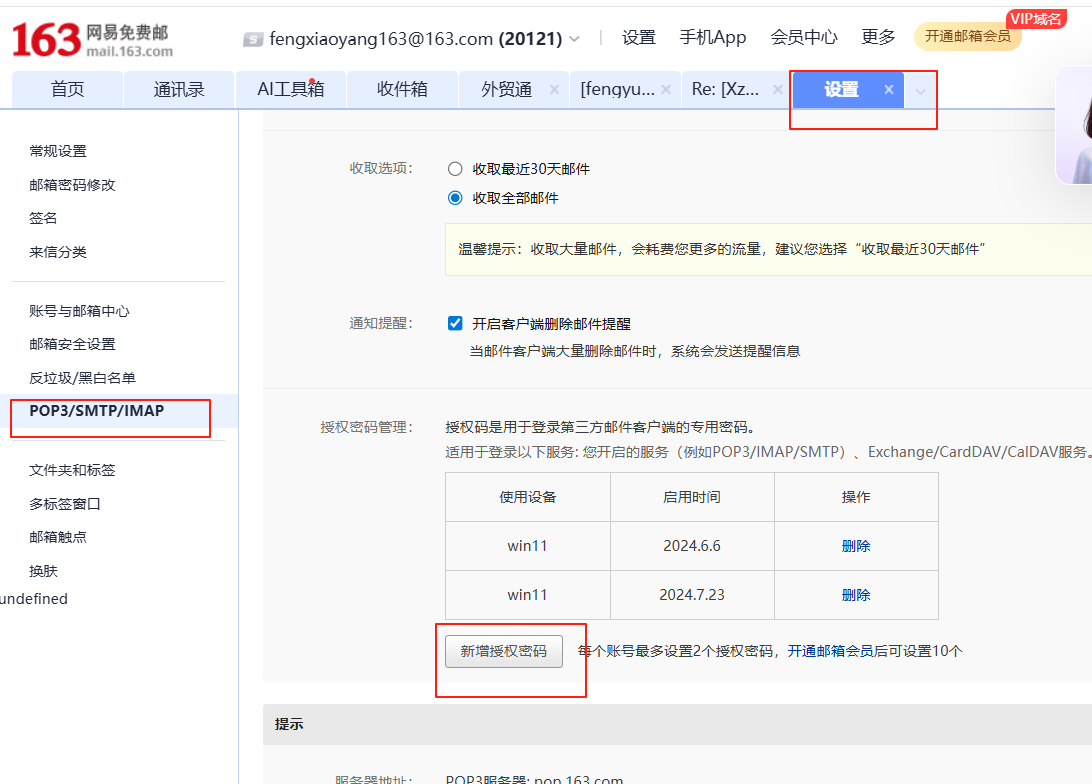 VIP域名
163 网易免费邮
mail.163.com
S fengxiaoyang163@163.com (20121) 设置 手机App 会员中心 更多 开通邮箱会员
首页 通讯录 AI工具箱 收件箱 外贸通 × [fengyu... × Re: [Xz... × 设置 ×
常规设置
邮箱密码修改
签名
来信分类
账号与邮箱中心
邮箱安全设置
反垃圾/黑白名单
POP3/SMTP/IMAP
文件夹和标签
多标签窗口
邮箱触点
换肤
undefined
收取选项: 收取最近30天邮件
收取全部邮件
温馨提示：收取大量邮件，会耗费您更多的流量，建议您选择“收取最近30天邮件”
通知提醒: 开启客户端删除邮件提醒
当邮件客户端大量删除邮件时，系统会发送提醒信息
授权密码管理: 授权码是用于登录第三方邮件客户端的专用密码。
适用于登录以下服务: 您开启的服务（例如POP3/IMAP/SMTP）、Exchange/CardDAV/CalDAV服务。
使用设备 启用时间 操作
win11 2024.6.6 删除
win11 2024.7.23 删除
新增授权密码 每个账号最多设置2个授权密码，开通邮箱会员后可设置10个
提示
服务器地址: POP3服务器: pop.163.com